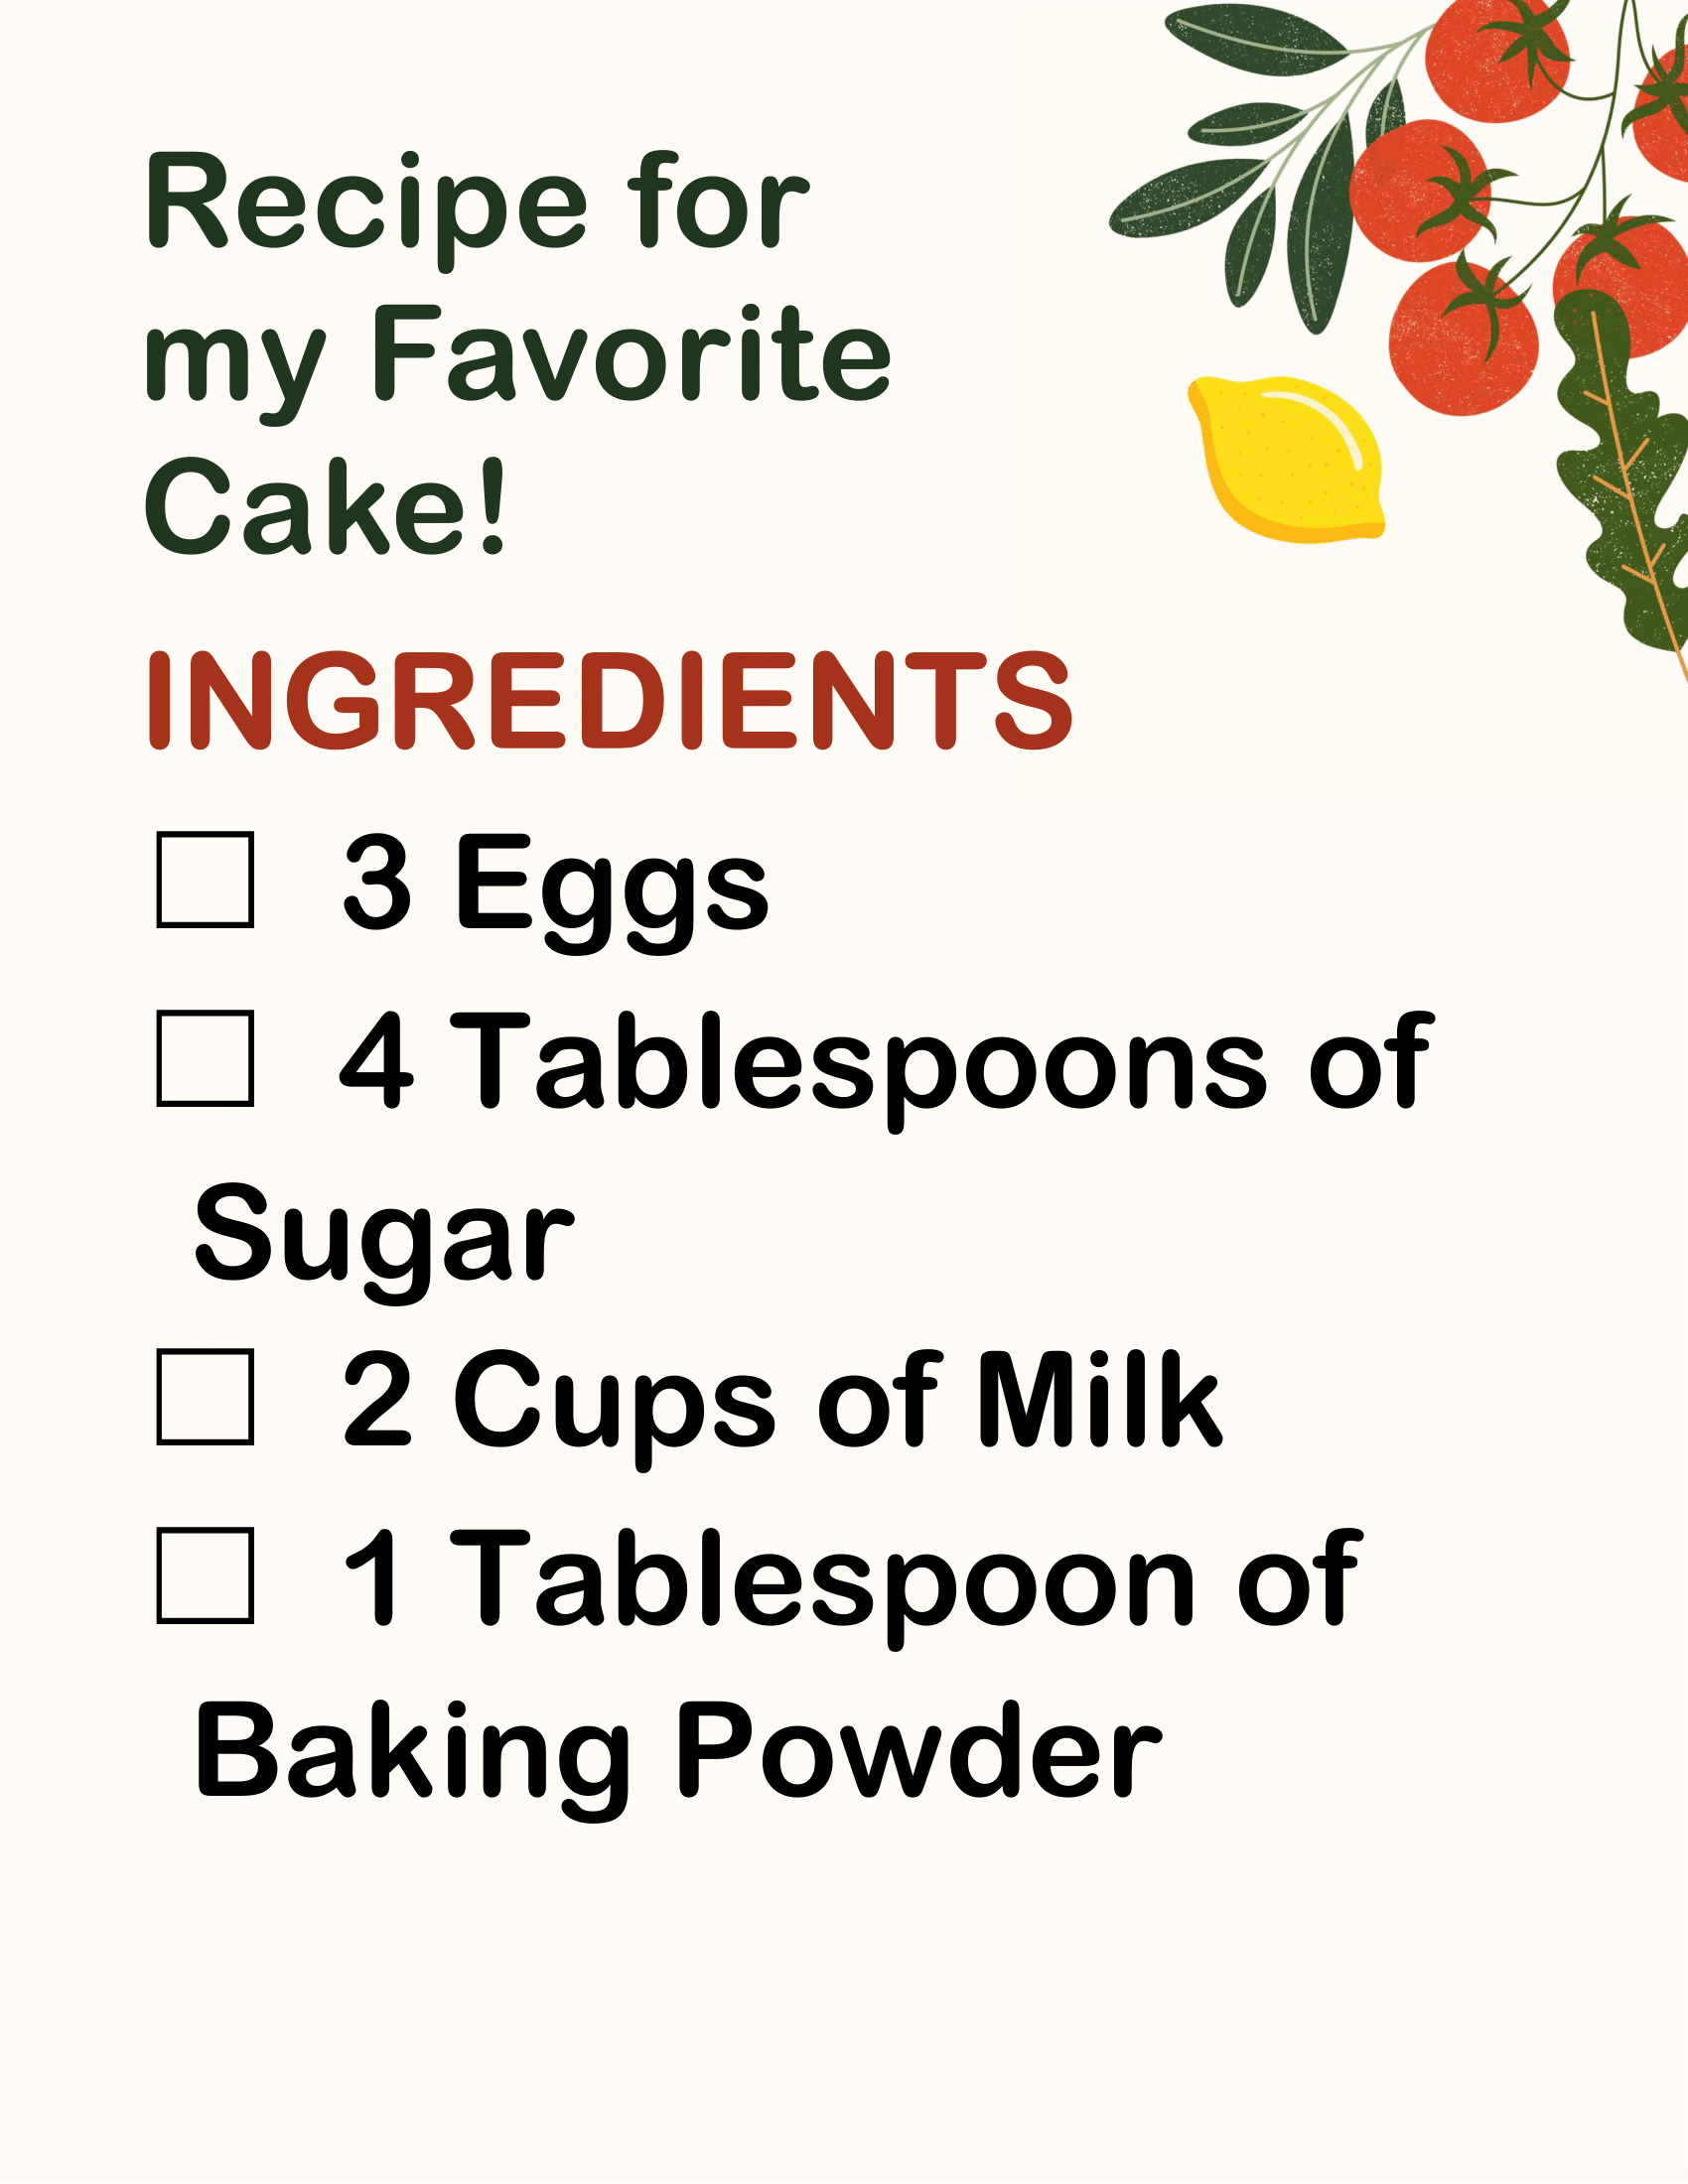 Recipe for
my Favorite
Cake!
INGREDIENTS
☐ 3 Eggs
☐ 4 Tablespoons of
Sugar
☐ 2 Cups of Milk
☐ 1 Tablespoon of
Baking Powder